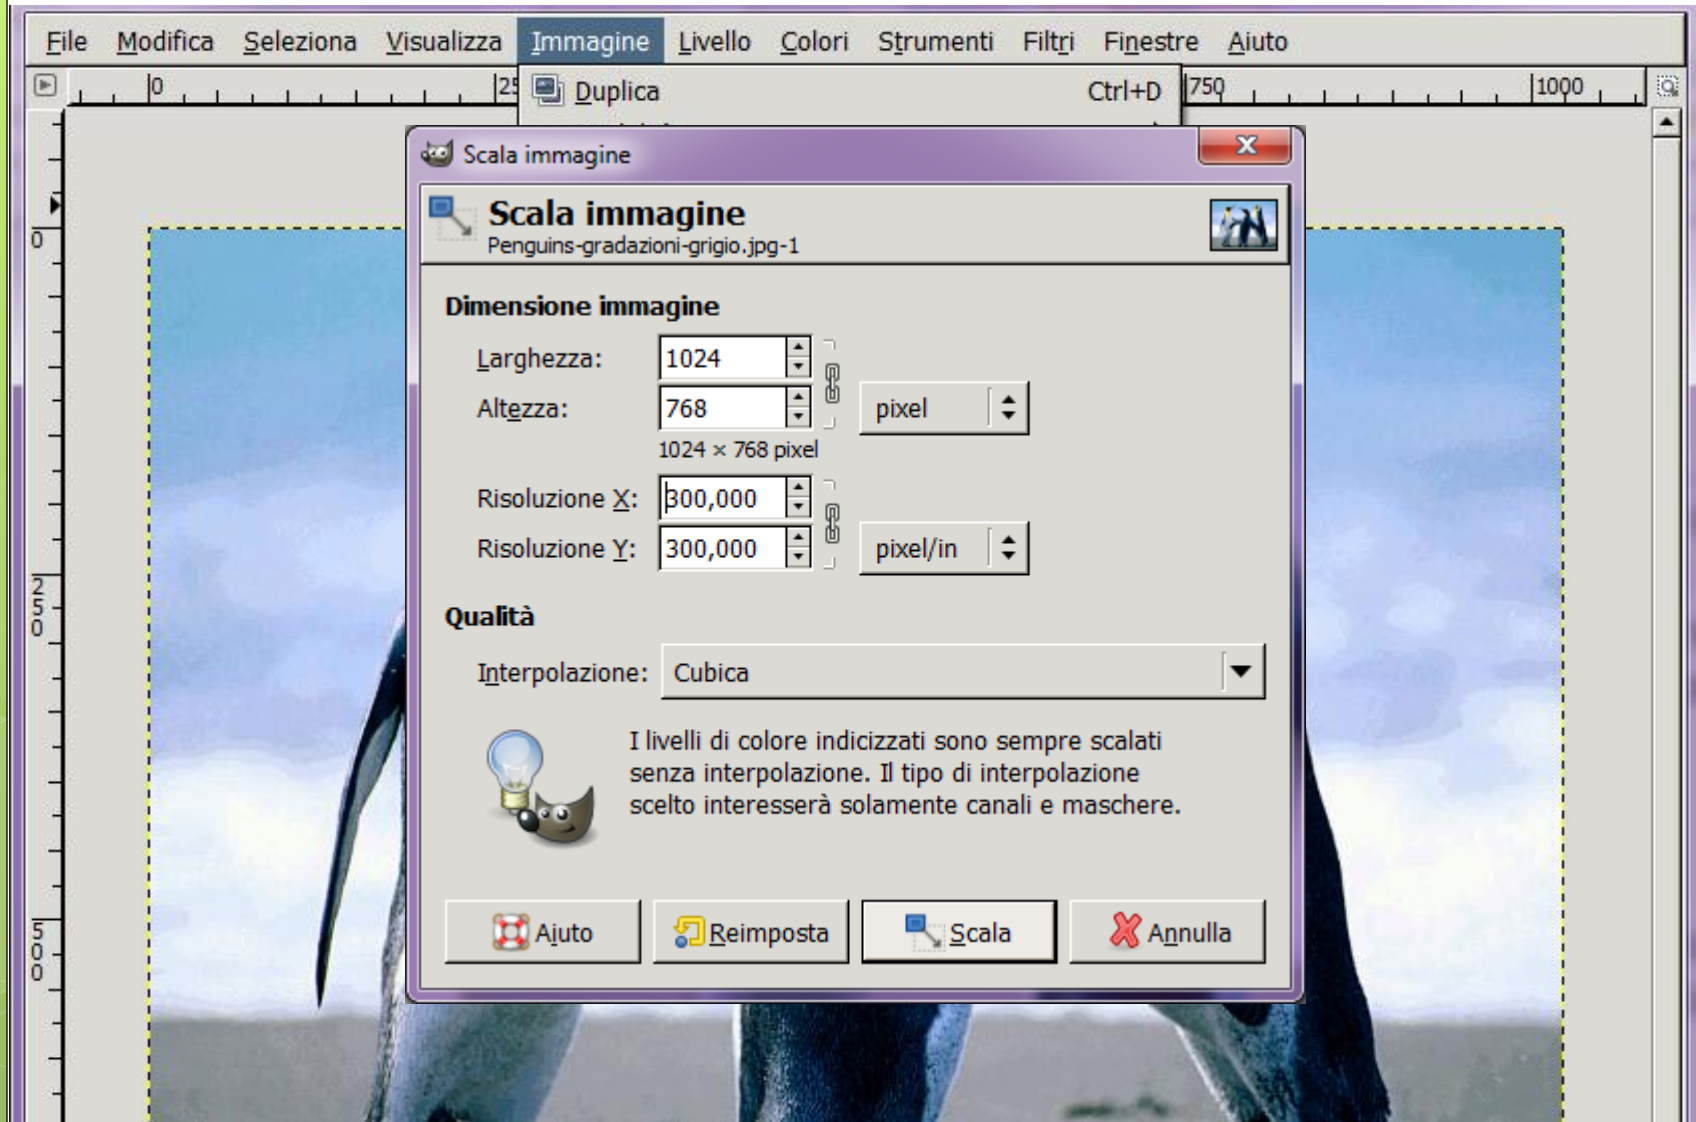 File Modifica Seleziona Visualizza Immagine Livello Colori Strumenti Filtri Finestre Aiuto
0 25 750 1000
Duplica Ctrl+D
Scala immagine
Scala immagine
Penguins-gradazioni-grigio.jpg-1
0
Dimensione immagine
Larghezza: 1024
Altezza: 768 pixel
1024 × 768 pixel
Risoluzione X: 300,000
Risoluzione Y: 300,000 pixel/in
250
Qualità
Interpolazione: Cubica
I livelli di colore indicizzati sono sempre scalati
senza interpolazione. Il tipo di interpolazione
scelto interesserà solamente canali e maschere.
500
Aiuto Reimposta Scala Annulla